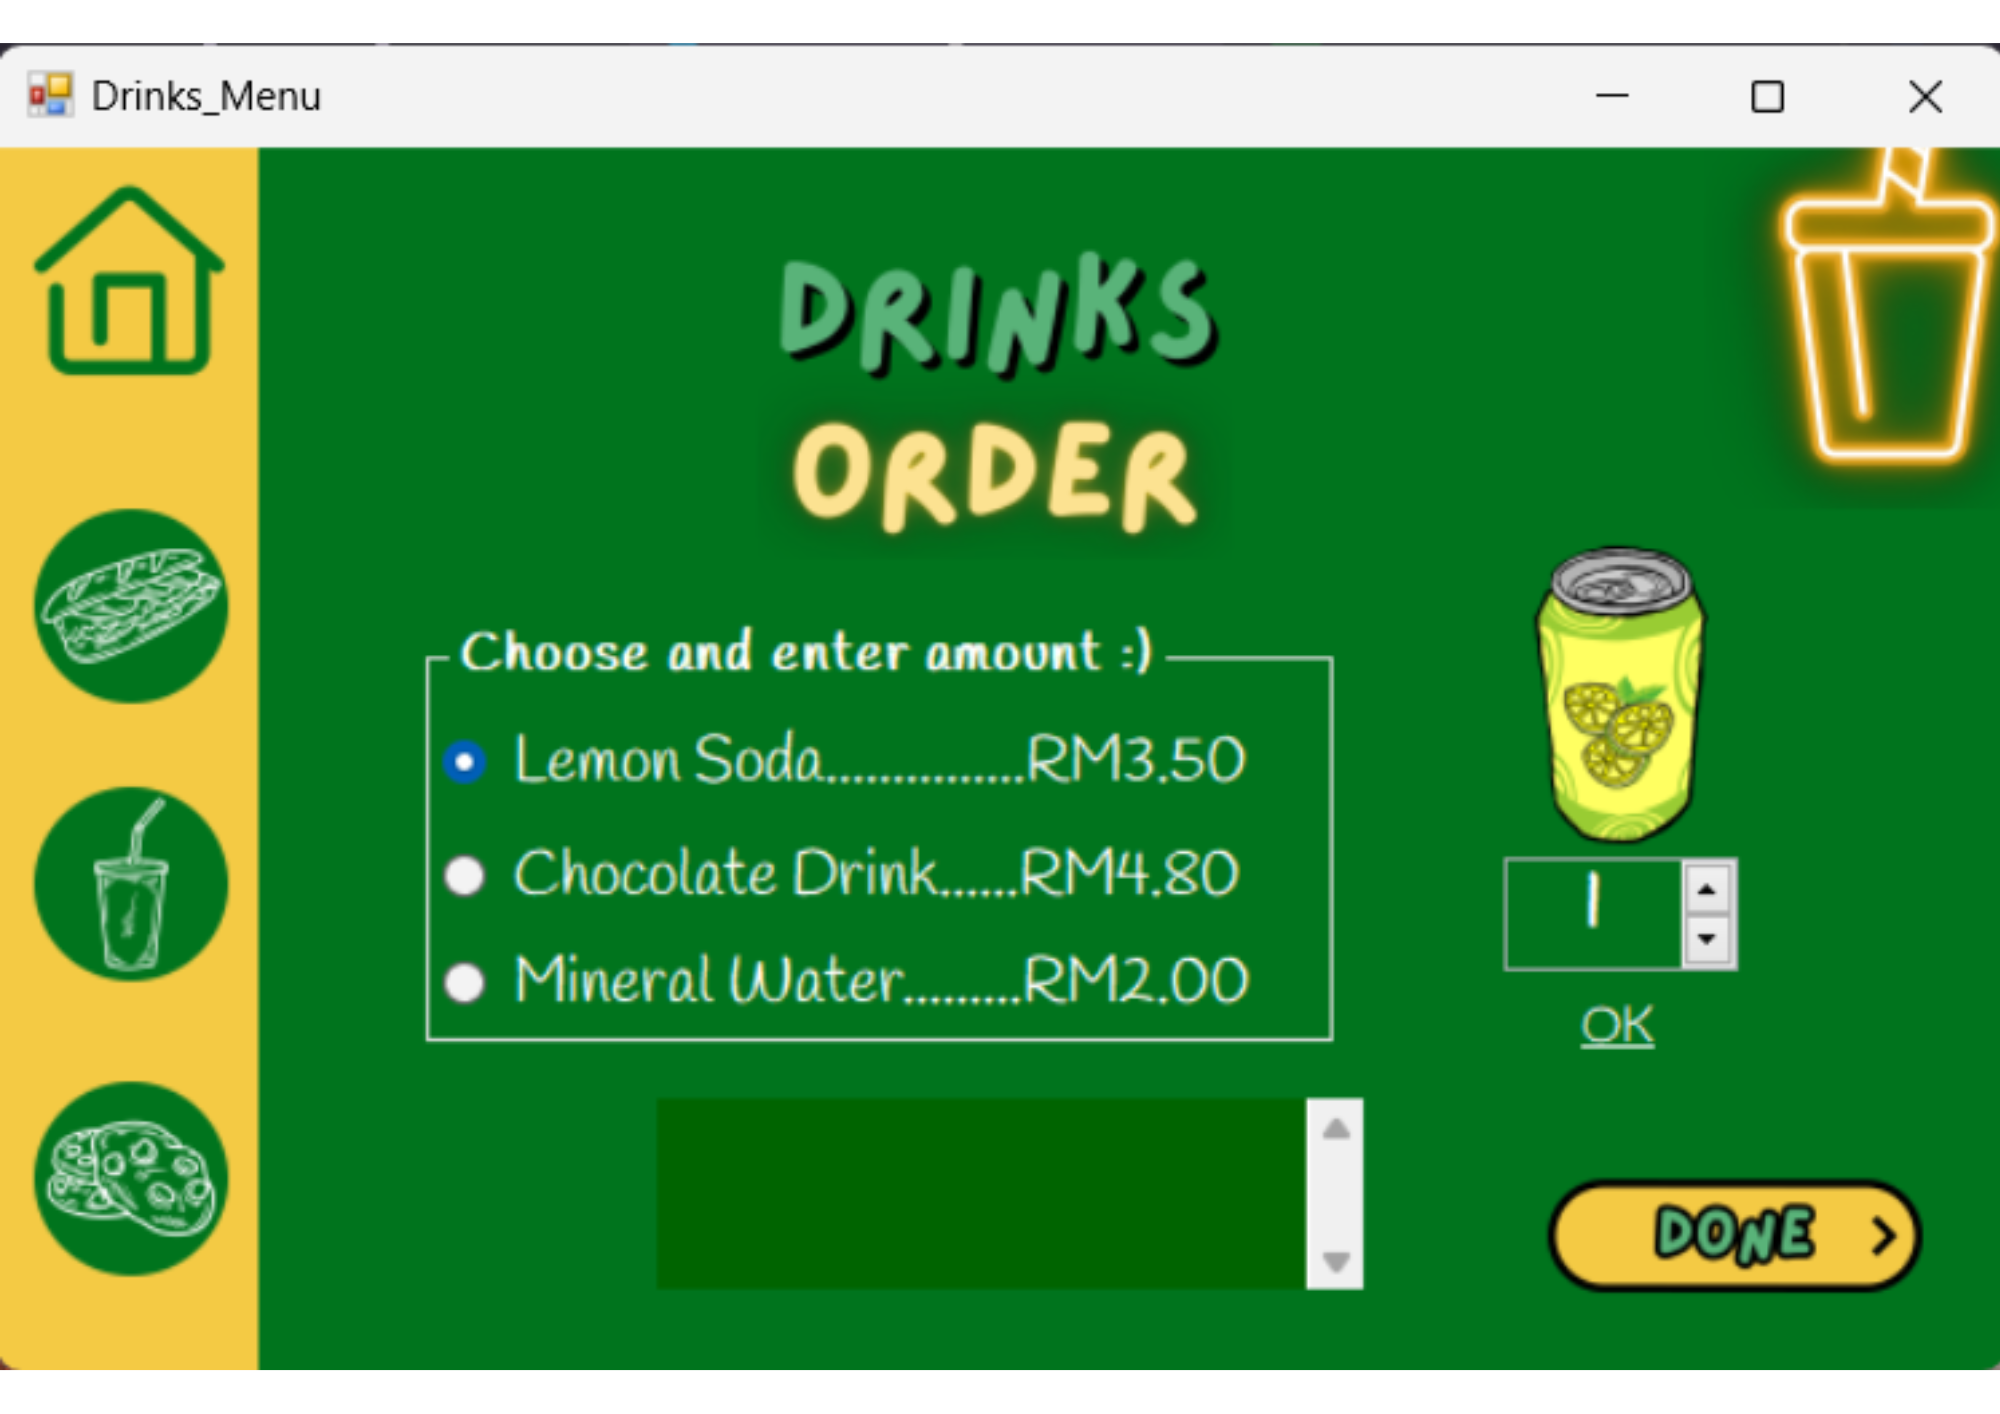 Drinks_Menu
DRINKS
ORDER
Choose and enter amount :)
Lemon Soda...............RM3.50
Chocolate Drink......RM4.80
Mineral Water.........RM2.00
1
OK
DONE >